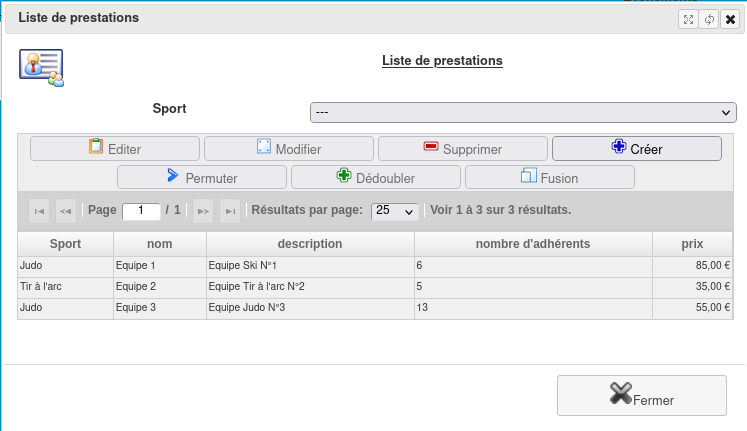 Liste de prestations
Liste de prestations
Sport ---
Editer Modifier Supprimer Créer
Permuter Dédoubler Fusion
Page 1 / 1 Résultats par page: 25 Voir 1 à 3 sur 3 résultats.
Sport nom description nombre d'adhérents prix
Judo Equipe 1 Equipe Ski N°1 6 85,00 €
Tir à l'arc Equipe 2 Equipe Tir à l'arc N°2 5 35,00 €
Judo Equipe 3 Equipe Judo N°3 13 55,00 €
Fermer